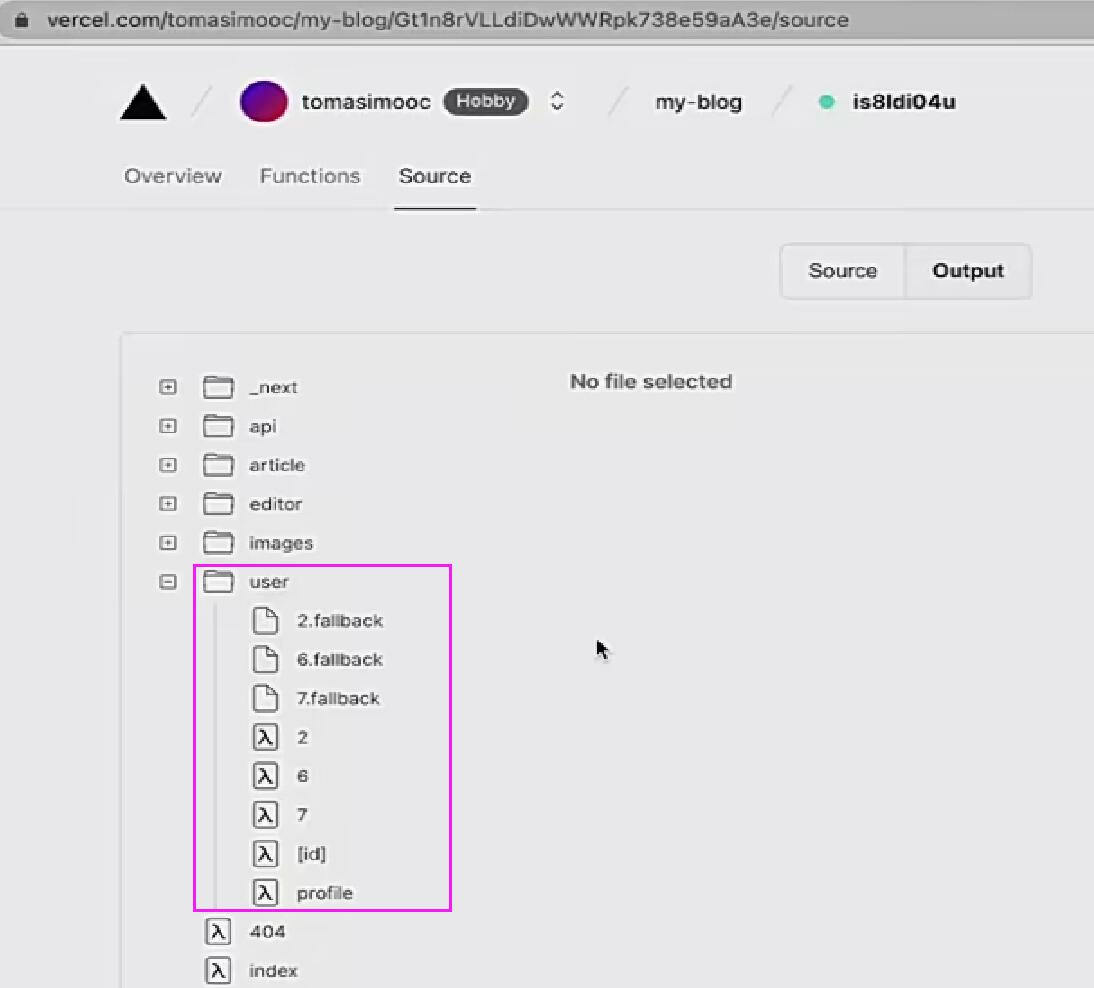 vercel.com/tomasimooc/my-blog/Gt1n8rVLLdiDwWWRpk738e59aA3e/source
tomasimooc Hobby my-blog is8ldi04u
Overview Functions Source
Source Output
No file selected
_next
api
article
editor
images
user
2.fallback
6.fallback
7.fallback
λ 2
λ 6
λ 7
λ [id]
λ profile
λ 404
λ index